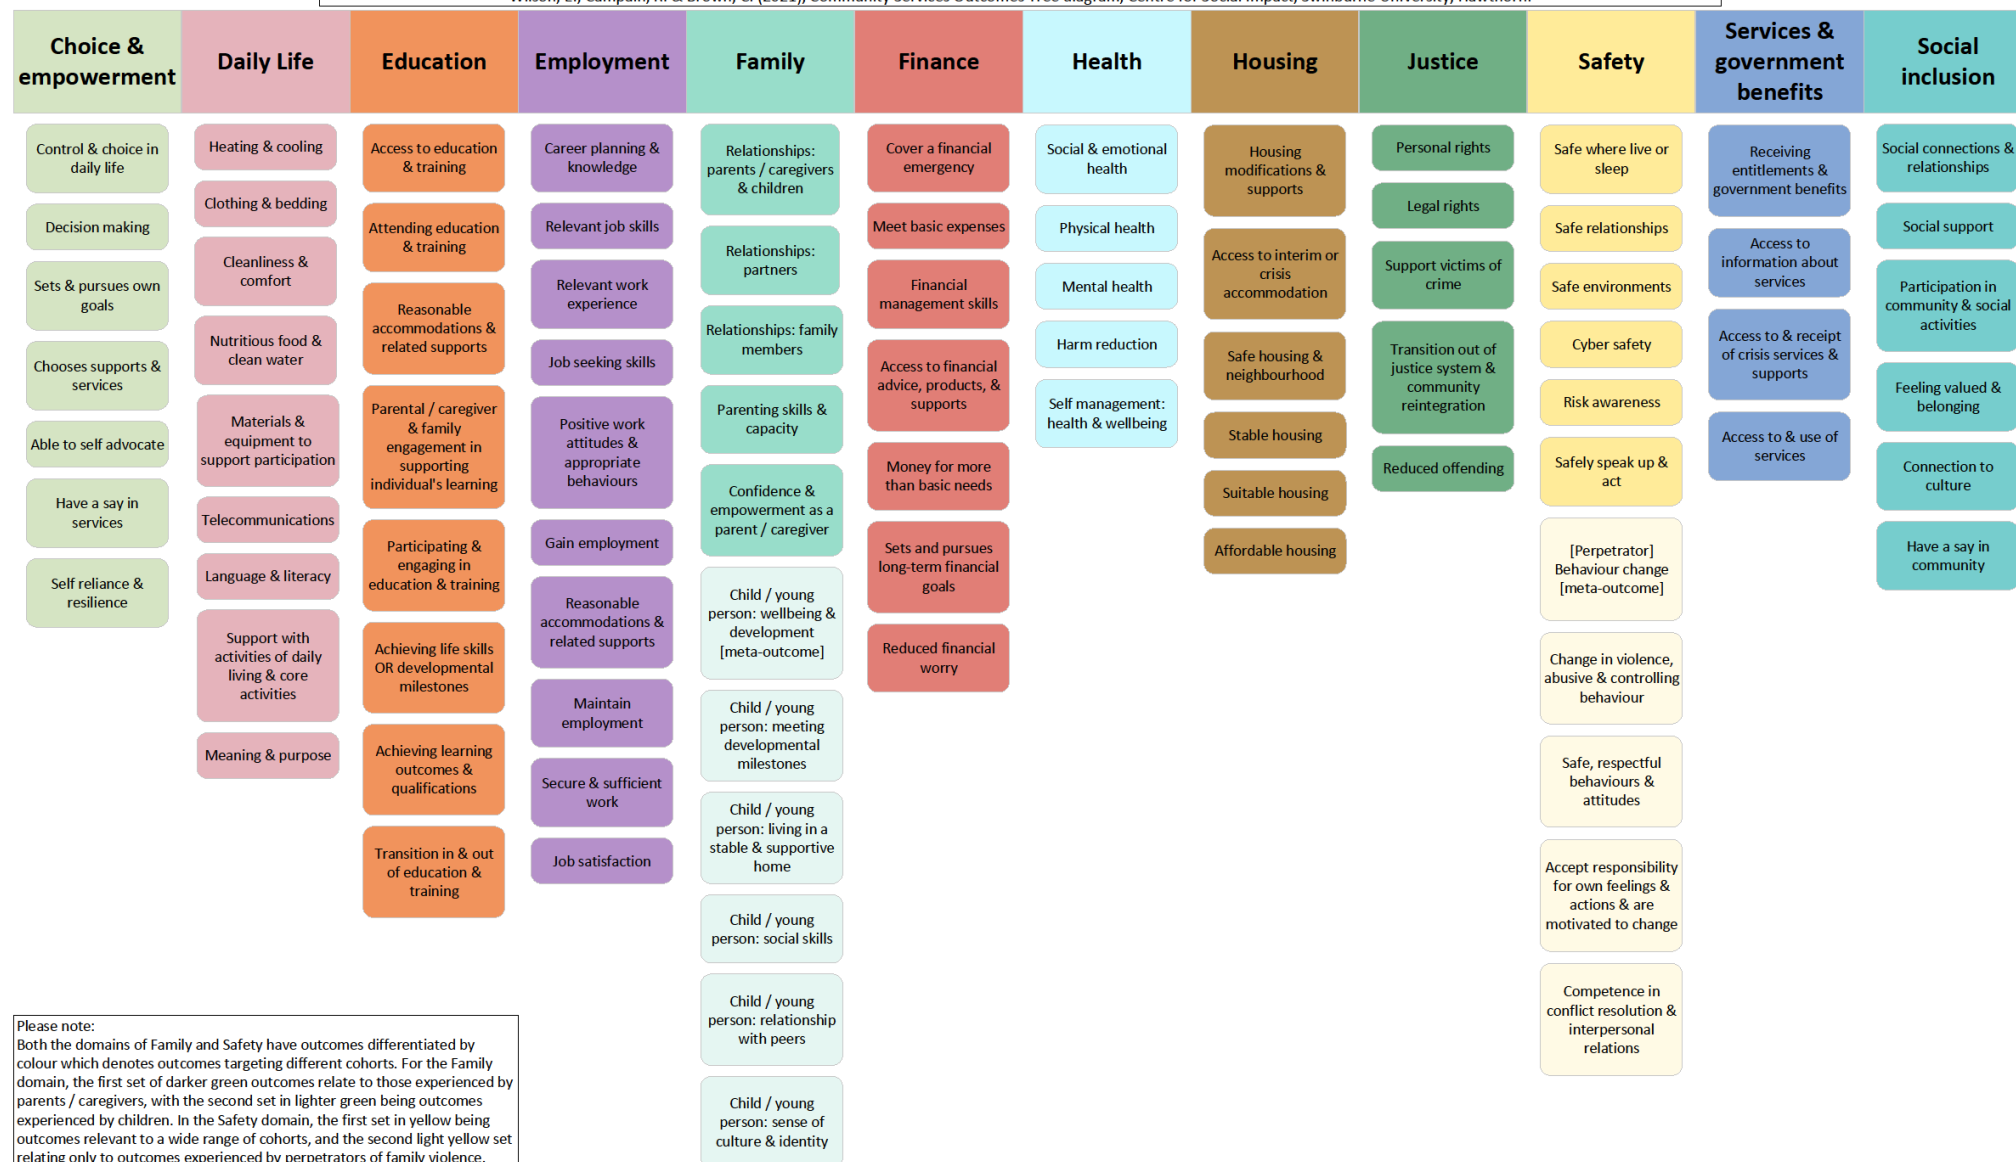 Wilson, E., Campain, R. & Brown, C. (2021), Community Services Outcomes Tree diagram, Centre for Social Impact, Swinburne University, Hawthorn.
Choice &
empowerment
Daily Life
Education
Employment
Family
Finance
Health
Housing
Justice
Safety
Services &
government
benefits
Social
inclusion
Control & choice in
daily life
Decision making
Sets & pursues own
goals
Chooses supports &
services
Able to self advocate
Have a say in
services
Self reliance &
resilience
Heating & cooling
Clothing & bedding
Cleanliness &
comfort
Nutritious food &
clean water
Materials &
equipment to
support participation
Telecommunications
Language & literacy
Support with
activities of daily
living & core
activities
Meaning & purpose
Access to education
& training
Attending education
& training
Reasonable
accommodations &
related supports
Parental / caregiver
& family
engagement in
supporting
individual's learning
Participating &
engaging in
education & training
Achieving life skills
OR developmental
milestones
Achieving learning
outcomes &
qualifications
Transition in & out
of education &
training
Career planning &
knowledge
Relevant job skills
Relevant work
experience
Job seeking skills
Positive work
attitudes &
appropriate
behaviours
Gain employment
Reasonable
accommodations &
related supports
Maintain
employment
Secure & sufficient
work
Job satisfaction
Relationships:
parents / caregivers
& children
Relationships:
partners
Relationships: family
members
Parenting skills &
capacity
Confidence &
empowerment as a
parent / caregiver
Child / young
person: wellbeing &
development
[meta-outcome]
Child / young
person: meeting
developmental
milestones
Child / young
person: living in a
stable & supportive
home
Child / young
person: social skills
Child / young
person: relationship
with peers
Child / young
person: sense of
culture & identity
Cover a financial
emergency
Meet basic expenses
Financial
management skills
Access to financial
advice, products, &
supports
Money for more
than basic needs
Sets and pursues
long-term financial
goals
Reduced financial
worry
Social & emotional
health
Physical health
Mental health
Harm reduction
Self management:
health & wellbeing
Housing
modifications &
supports
Access to interim or
crisis
accommodation
Safe housing &
neighbourhood
Stable housing
Suitable housing
Affordable housing
Personal rights
Legal rights
Support victims of
crime
Transition out of
justice system &
community
reintegration
Reduced offending
Safe where live or
sleep
Safe relationships
Safe environments
Cyber safety
Risk awareness
Safely speak up &
act
[Perpetrator]
Behaviour change
[meta-outcome]
Change in violence,
abusive & controlling
behaviour
Safe, respectful
behaviours &
attitudes
Accept responsibility
for own feelings &
actions & are
motivated to change
Competence in
conflict resolution &
interpersonal
relations
Receiving
entitlements &
government benefits
Access to
information about
services
Access to & receipt
of crisis services &
supports
Access to & use of
services
Social connections &
relationships
Social support
Participation in
community & social
activities
Feeling valued &
belonging
Connection to
culture
Have a say in
community
Please note:
Both the domains of Family and Safety have outcomes differentiated by
colour which denotes outcomes targeting different cohorts. For the Family
domain, the first set of darker green outcomes relate to those experienced by
parents / caregivers, with the second set in lighter green being outcomes
experienced by children. In the Safety domain, the first set in yellow being
outcomes relevant to a wide range of cohorts, and the second light yellow set
relating only to outcomes experienced by perpetrators of family violence.